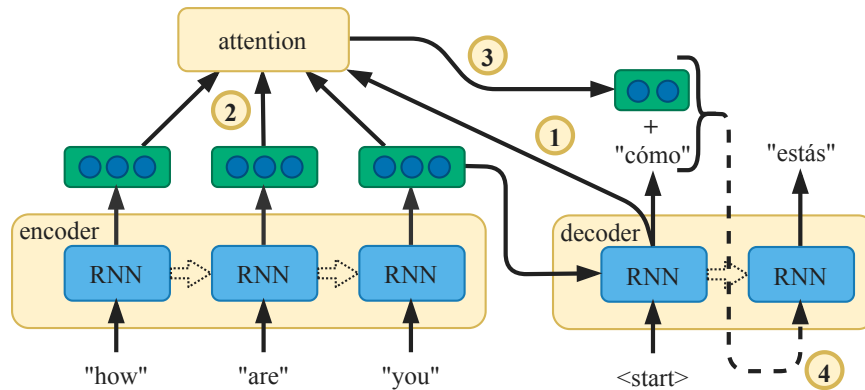 attention
3
2
1
+
"cómo"
"estás"
encoder
decoder
RNN
RNN
RNN
RNN
RNN
"how"
"are"
"you"
<start>
4